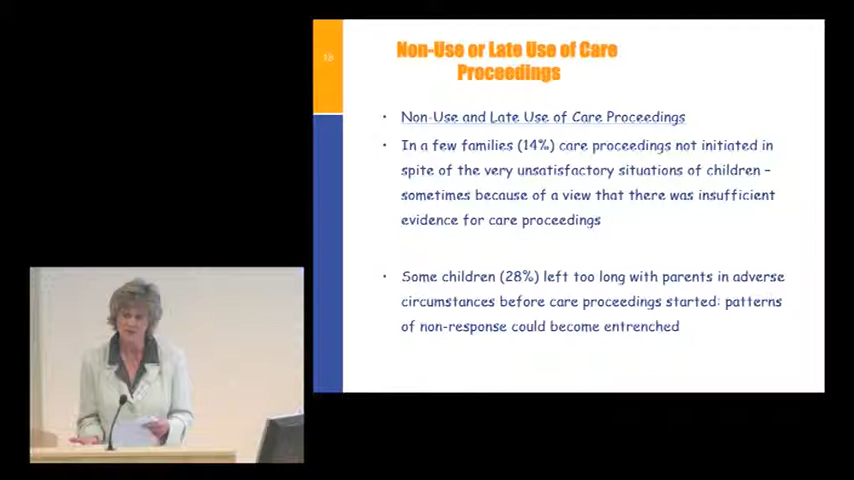 18
Non-Use or Late Use of Care
Proceedings
• Non-Use and Late Use of Care Proceedings
• In a few families (14%) care proceedings not initiated in
spite of the very unsatisfactory situations of children –
sometimes because of a view that there was insufficient
evidence for care proceedings
• Some children (28%) left too long with parents in adverse
circumstances before care proceedings started: patterns
of non-response could become entrenched